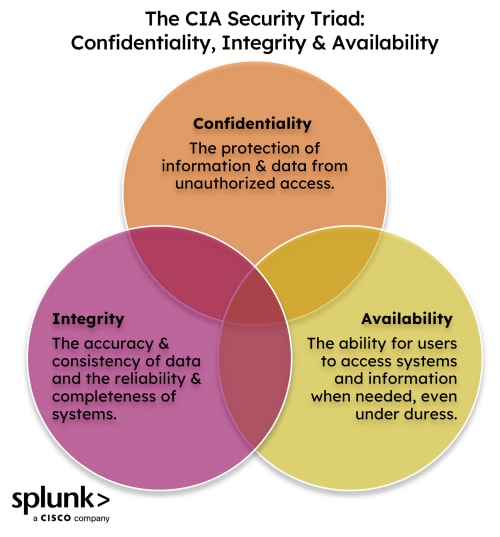 The CIA Security Triad:
Confidentiality, Integrity & Availability
Confidentiality
The protection of
information & data from
unauthorized access.
Integrity
The accuracy &
consistency of data
and the reliability &
completeness of
systems.
Availability
The ability for users
to access systems
and information
when needed, even
under duress.
splunk>
a CISCO company